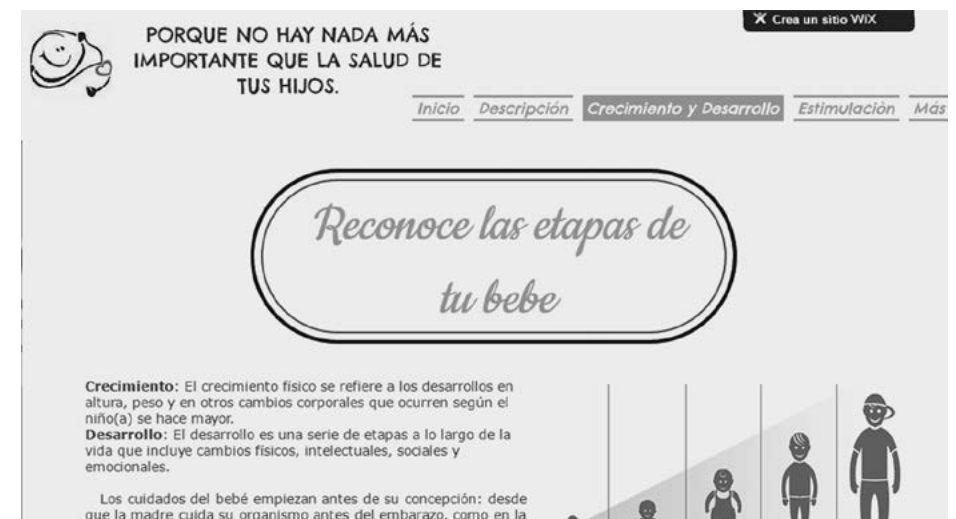 Crea un sitio WiX
PORQUE NO HAY NADA MÁS
IMPORTANTE QUE LA SALUD DE
TUS HIJOS.
Inicio Descripción Crecimiento y Desarrollo Estimulaciòn Más
Reconoce las etapas de
tu bebe
Crecimiento: El crecimiento físico se refiere a los desarrollos en
altura, peso y en otros cambios corporales que ocurren según el
niño(a) se hace mayor.
Desarrollo: El desarrollo es una serie de etapas a lo largo de la
vida que incluye cambios físicos, intelectuales, sociales y
emocionales.
Los cuidados del bebé empiezan antes de su concepción: desde
que la madre cuida su organismo antes del embarazo, como en la